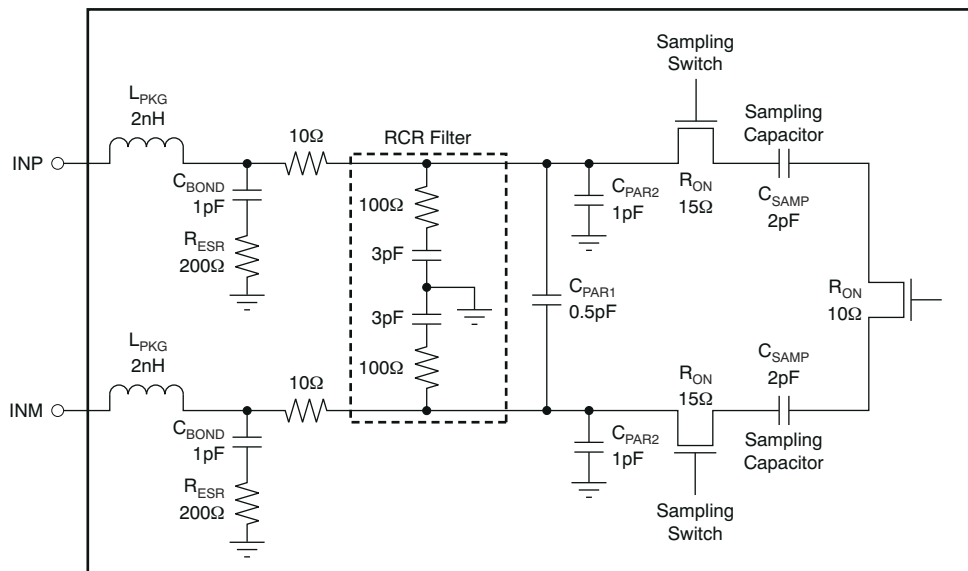 Sampling
Switch
L_PKG
2nH
10Ω
RCR Filter
Sampling
Capacitor
INP
C_BOND
1pF
100Ω
C_PAR2
1pF
R_ON
15Ω
C_SAMP
2pF
R_ESR
200Ω
3pF
C_PAR1
0.5pF
R_ON
10Ω
3pF
L_PKG
2nH
10Ω
100Ω
R_ON
15Ω
C_SAMP
2pF
INM
C_BOND
1pF
C_PAR2
1pF
Sampling
Capacitor
R_ESR
200Ω
Sampling
Switch